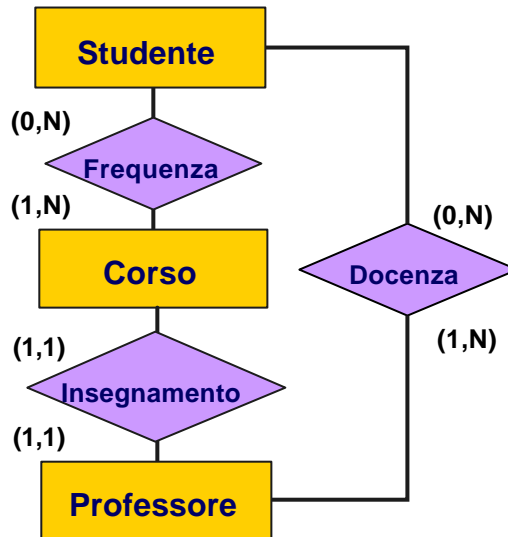 Studente
(0,N)
Frequenza
(1,N)
(0,N)
Corso
Docenza
(1,1)
(1,N)
Insegnamento
(1,1)
Professore